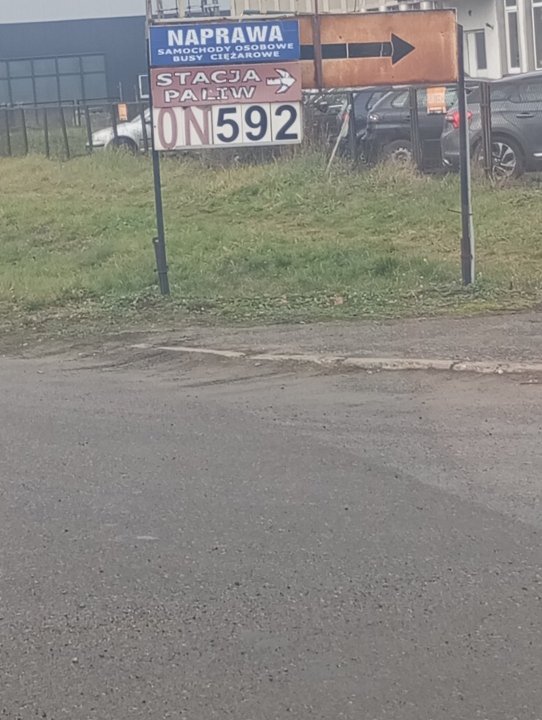 NAPRAWA
SAMOCHODY OSOBOWE
BUSY CIĘŻAROWE
STACJA
PALIW
ON 592